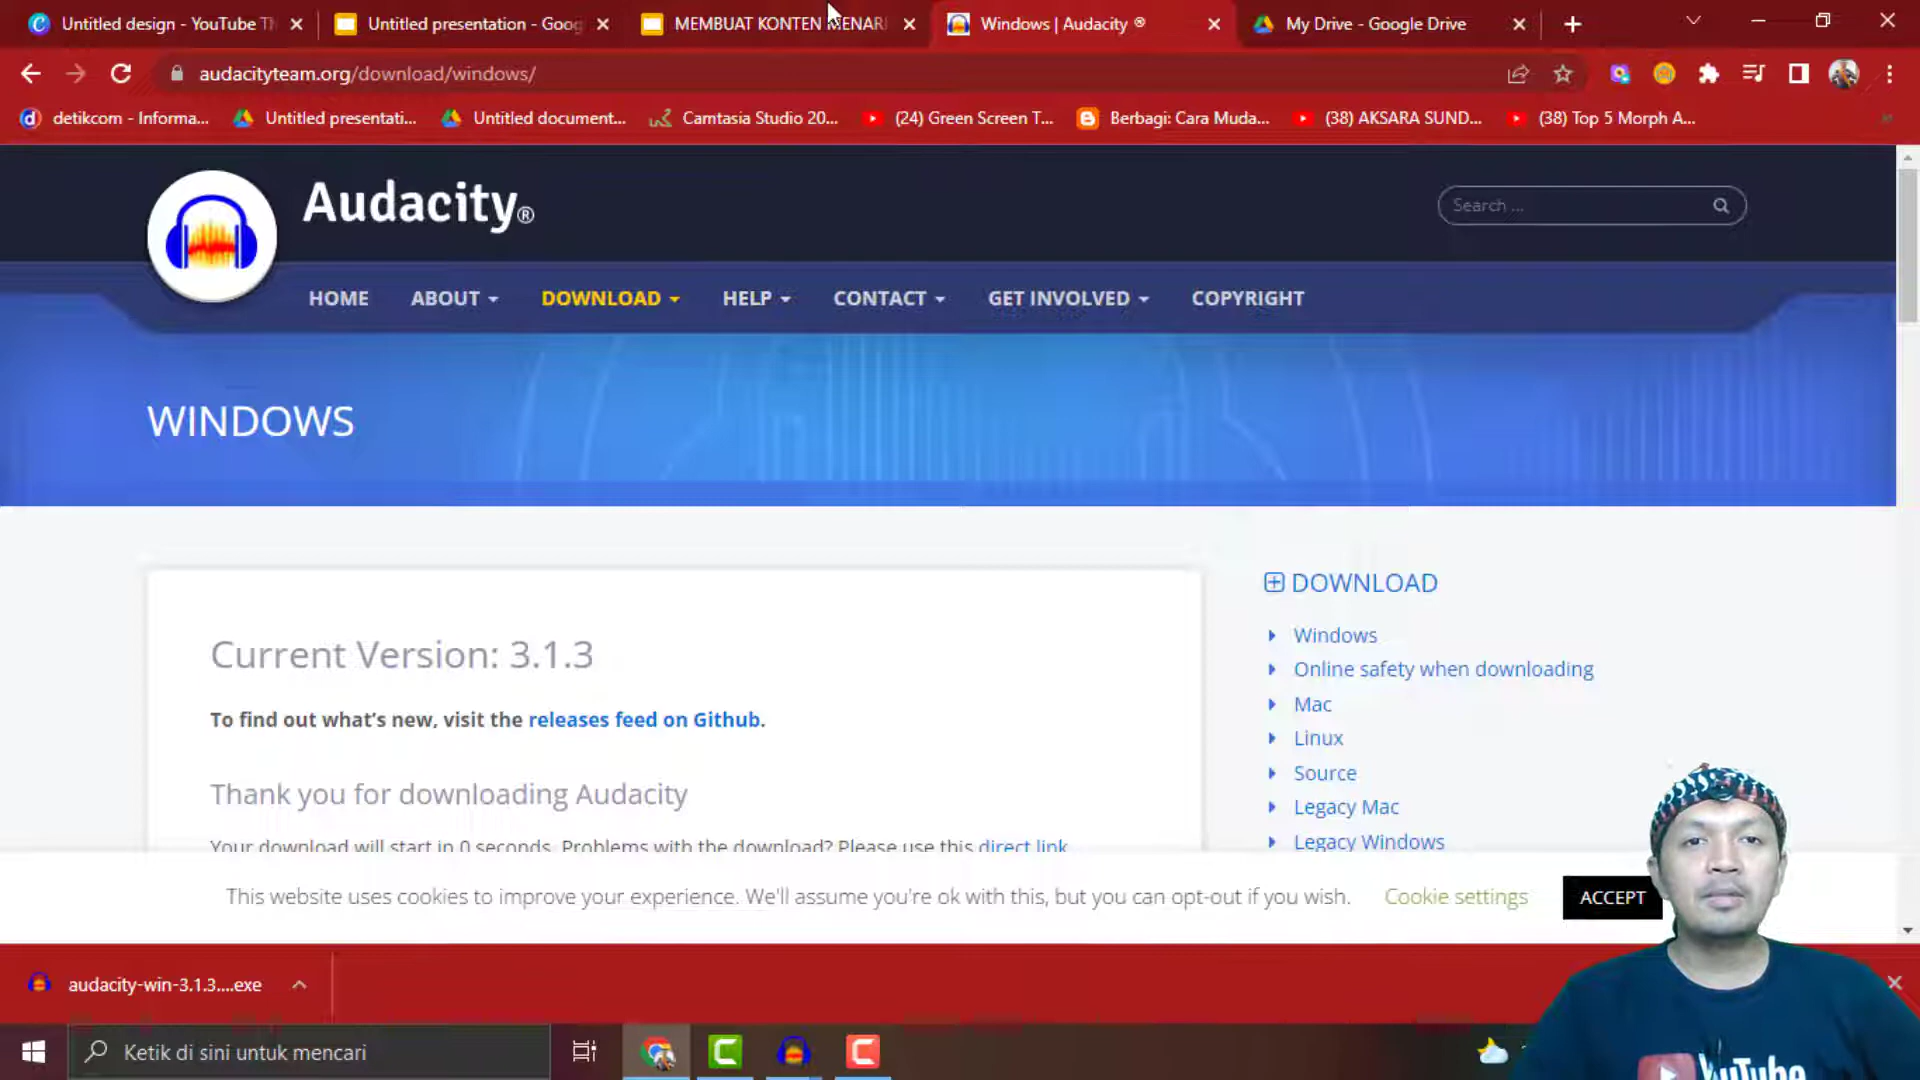 Untitled design - YouTube Th
Untitled presentation - Goog
MEMBUAT KONTEN MENARI
Windows | Audacity ®
My Drive - Google Drive
audacityteam.org/download/windows/
detikcom - Informa...
Untitled presentati...
Untitled document...
Camtasia Studio 20...
(24) Green Screen T...
Berbagi: Cara Muda...
(38) AKSARA SUND...
(38) Top 5 Morph A...
Audacity®
Search ...
HOME ABOUT DOWNLOAD HELP CONTACT GET INVOLVED COPYRIGHT
WINDOWS
Current Version: 3.1.3
To find out what's new, visit the releases feed on Github.
Thank you for downloading Audacity
Your download will start in 0 seconds. Problems with the download? Please use this direct link
DOWNLOAD
Windows
Online safety when downloading
Mac
Linux
Source
Legacy Mac
Legacy Windows
This website uses cookies to improve your experience. We'll assume you're ok with this, but you can opt-out if you wish. Cookie settings ACCEPT
audacity-win-3.1.3....exe
Ketik di sini untuk mencari
YouTube